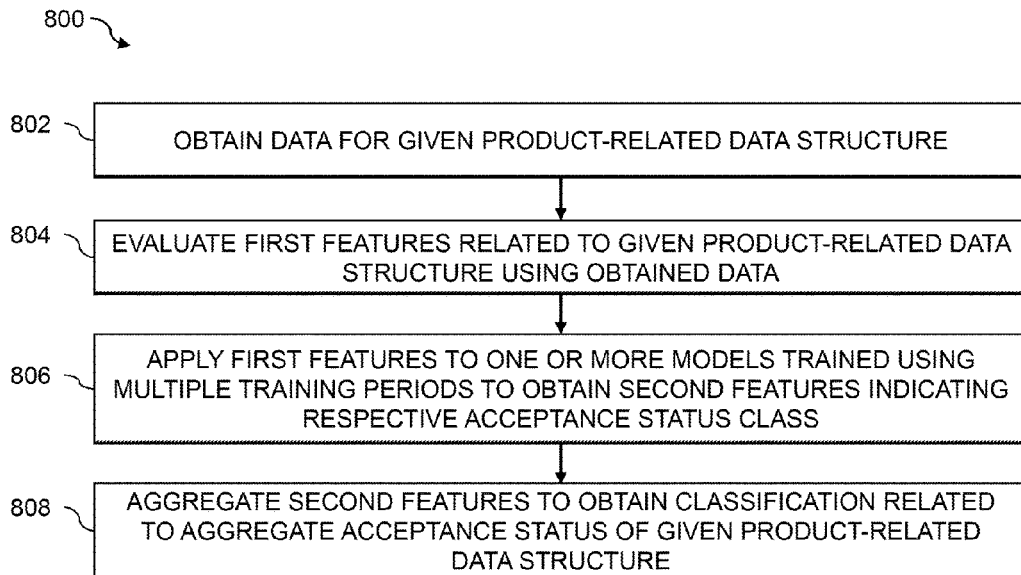 800
802
OBTAIN DATA FOR GIVEN PRODUCT-RELATED DATA STRUCTURE
804
EVALUATE FIRST FEATURES RELATED TO GIVEN PRODUCT-RELATED DATA
STRUCTURE USING OBTAINED DATA
806
APPLY FIRST FEATURES TO ONE OR MORE MODELS TRAINED USING
MULTIPLE TRAINING PERIODS TO OBTAIN SECOND FEATURES INDICATING
RESPECTIVE ACCEPTANCE STATUS CLASS
808
AGGREGATE SECOND FEATURES TO OBTAIN CLASSIFICATION RELATED
TO AGGREGATE ACCEPTANCE STATUS OF GIVEN PRODUCT-RELATED
DATA STRUCTURE